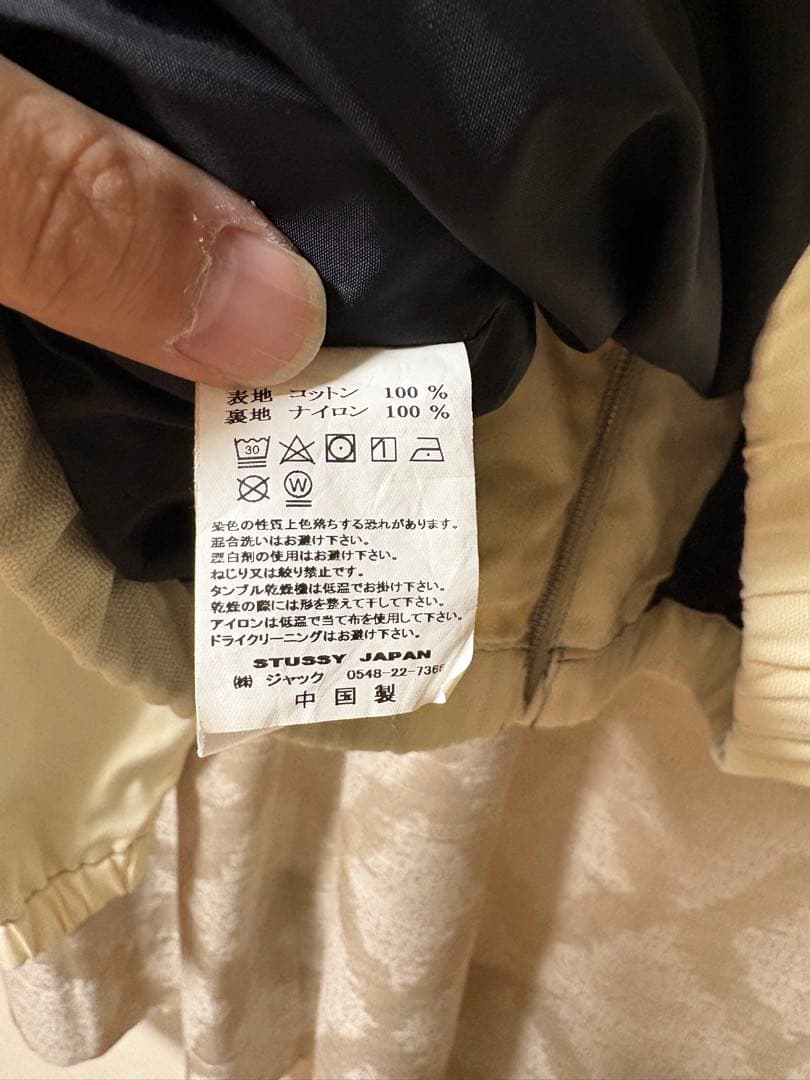 表地 コットン 100 %
裏地 ナイロン 100 %
30
W
染色の性質上色落ちする恐れがあります。
混合洗いはお避け下さい。
漂白剤の使用はお避け下さい。
ねじり又は絞り禁止です。
タンブル乾燥機は低温でお掛け下さい。
乾燥の際には形を整えて干して下さい。
アイロンは低温で当て布を使用して下さい。
ドライクリーニングはお避け下さい。
STUSSY JAPAN
㈱ ジャック 0548-22-7366
中国製